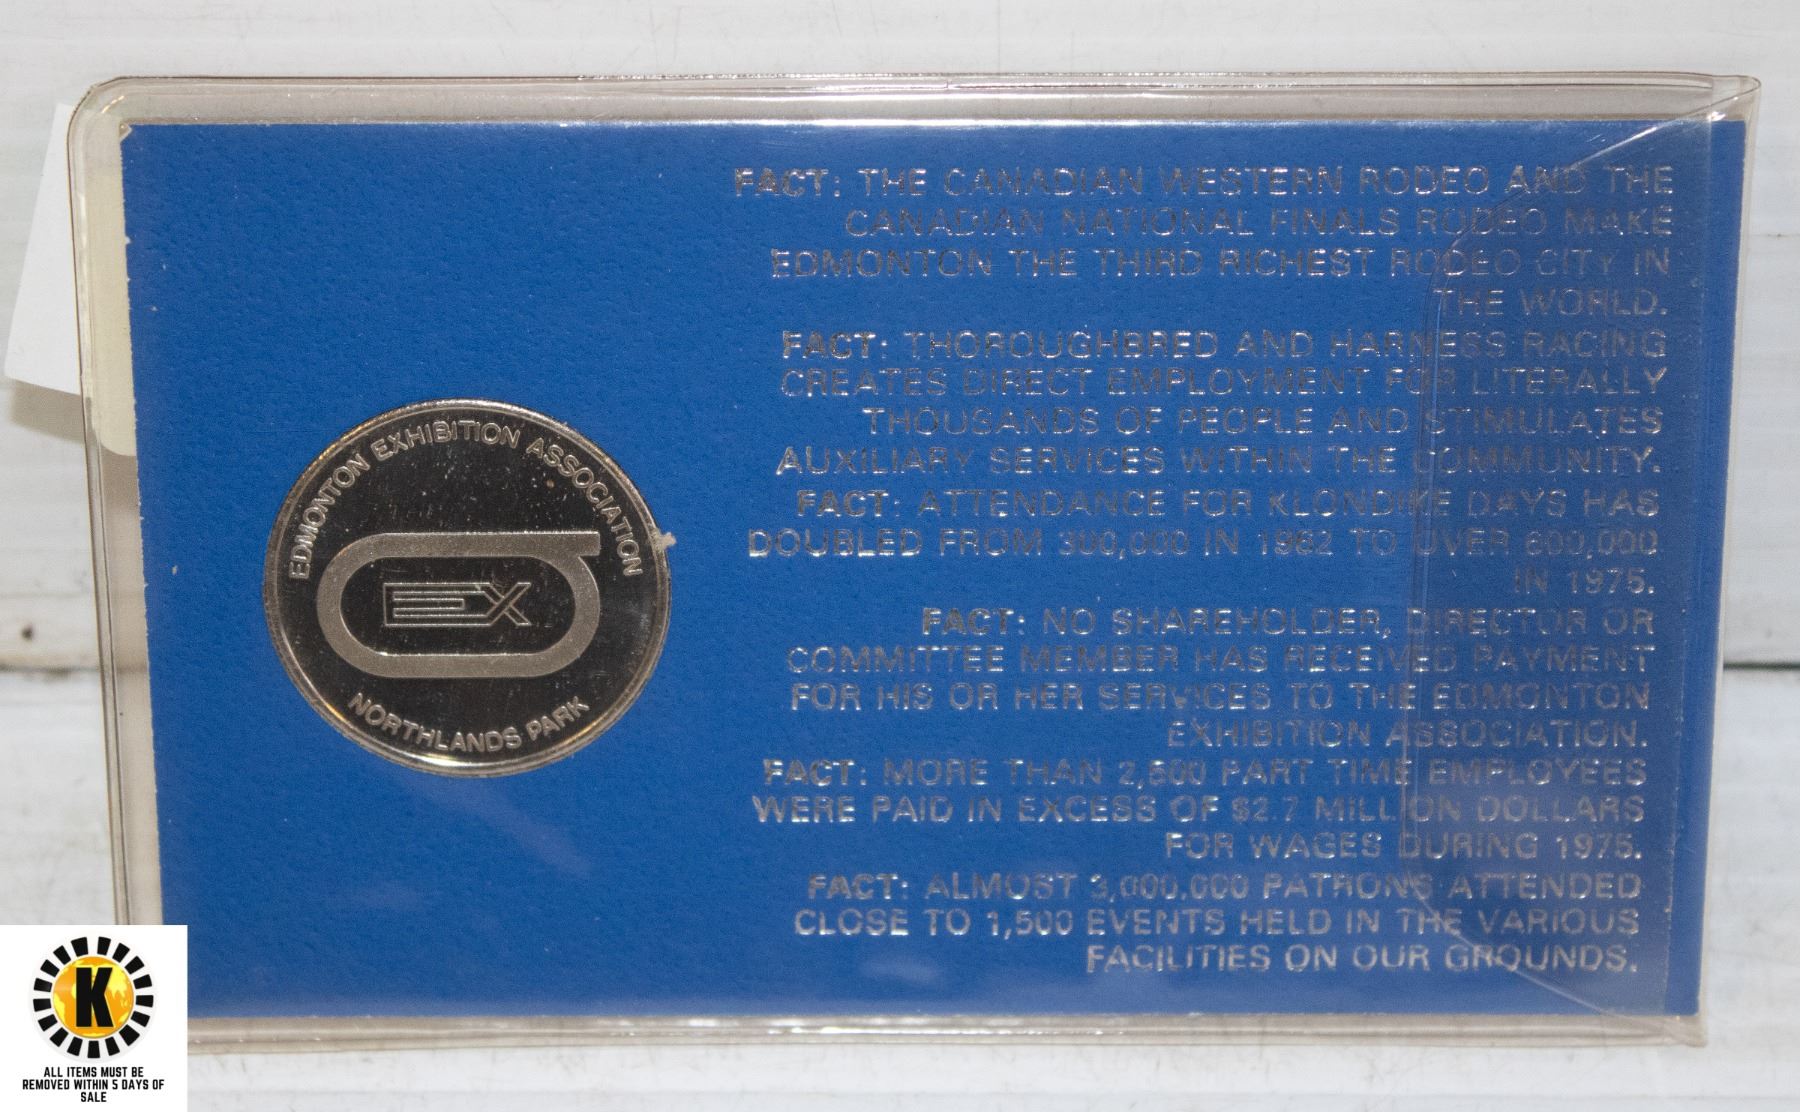 FACT: THE CANADIAN WESTERN RODEO AND THE
CANADIAN NATIONAL FINALS RODEO MAKE
EDMONTON THE THIRD RICHEST RODEO CITY IN
THE WORLD.
FACT: THOROUGHBRED AND HARNESS RACING
CREATES DIRECT EMPLOYMENT FOR LITERALLY
THOUSANDS OF PEOPLE AND STIMULATES
AUXILIARY SERVICES WITHIN THE COMMUNITY.
FACT: ATTENDANCE FOR KLONDIKE DAYS HAS
DOUBLED FROM 300,000 IN 1962 TO OVER 600,000
IN 1975.
FACT: NO SHAREHOLDER, DIRECTOR OR
COMMITTEE MEMBER HAS RECEIVED PAYMENT
FOR HIS OR HER SERVICES TO THE EDMONTON
EXHIBITION ASSOCIATION.
FACT: MORE THAN 2,500 PART TIME EMPLOYEES
WERE PAID IN EXCESS OF $2.7 MILLION DOLLARS
FOR WAGES DURING 1975.
FACT: ALMOST 3,000,000 PATRONS ATTENDED
CLOSE TO 1,500 EVENTS HELD IN THE VARIOUS
FACILITIES ON OUR GROUNDS.
EDMONTON EXHIBITION ASSOCIATION
EX
NORTHLANDS PARK
K
ALL ITEMS MUST BE
REMOVED WITHIN 5 DAYS OF
SALE